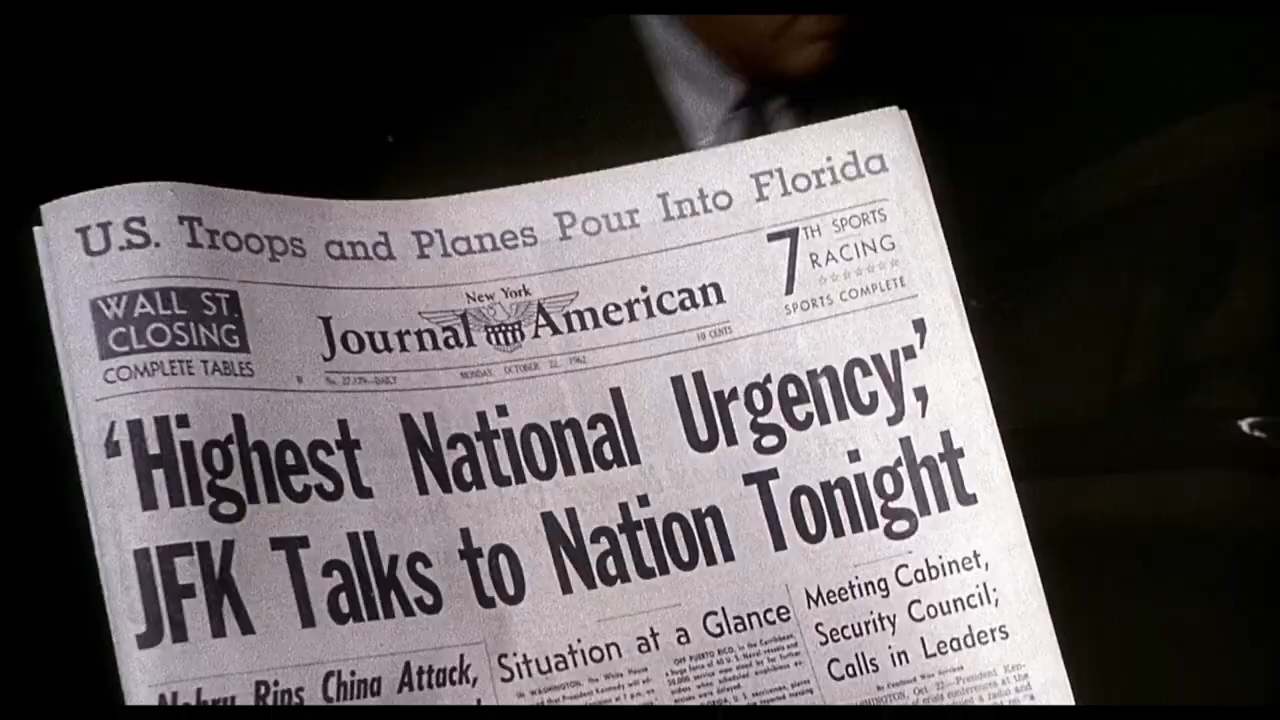 U.S. Troops and Planes Pour Into Florida
WALL ST.
CLOSING
COMPLETE TABLES
New York
Journal American
7TH SPORTS
RACING
☆☆☆☆☆☆☆
SPORTS COMPLETE
DAILY
MONDAY, OCTOBER 22, 1962
10 CENTS
‘Highest National Urgency;’
JFK Talks to Nation Tonight
Nehru Rips China Attack,
Situation at a Glance
Meeting Cabinet,
Security Council;
Calls in Leaders